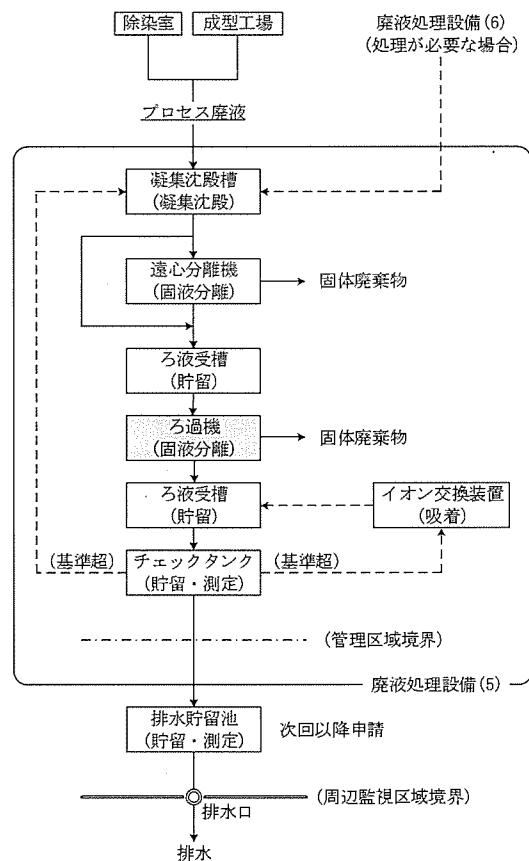 除染室
成型工場
廃液処理設備(6)
(処理が必要な場合)
プロセス廃液
凝集沈殿槽
(凝集沈殿)
遠心分離機
(固液分離)
固体廃棄物
ろ液受槽
(貯留)
ろ過機
(固液分離)
固体廃棄物
ろ液受槽
(貯留)
イオン交換装置
(吸着)
(基準超)
チェックタンク
(貯留・測定)
(基準超)
(管理区域境界)
廃液処理設備(5)
排水貯留池
(貯留・測定)
次回以降申請
(周辺監視区域境界)
排水口
排水